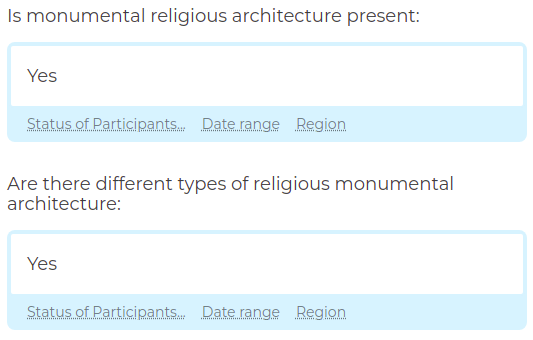 Is monumental religious architecture present:
Yes
Status of Participants... Date range Region
Are there different types of religious monumental
architecture:
Yes
Status of Participants... Date range Region